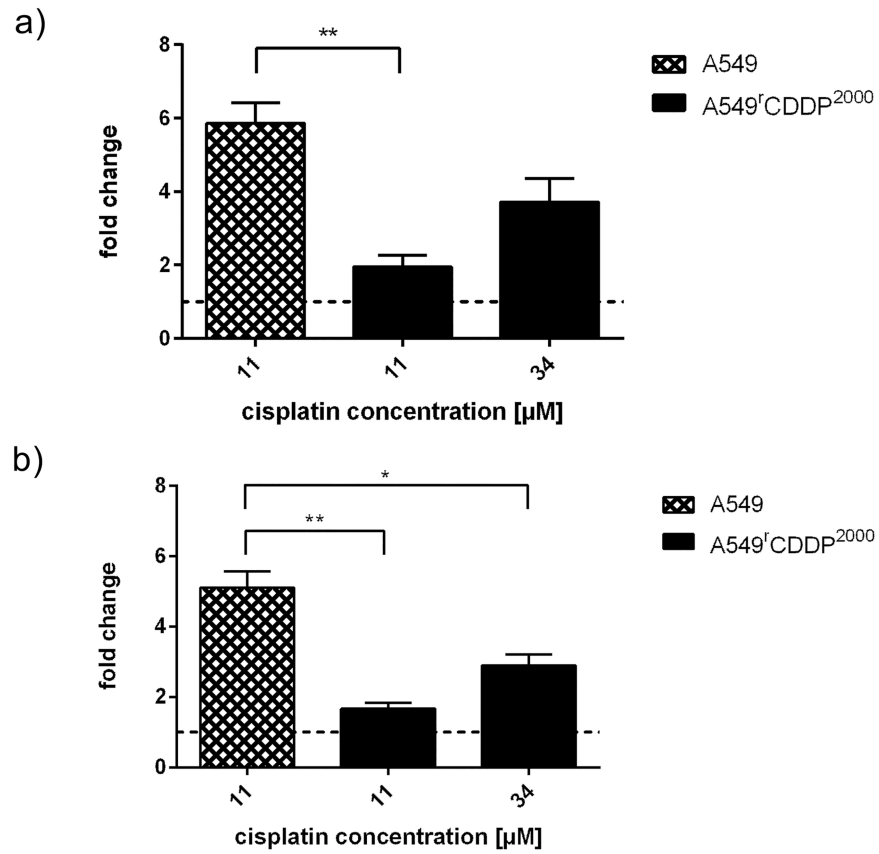 a)
**
A549
A549ʳCDDP²⁰⁰⁰
8
6
4
2
0
fold change
11
11
34
cisplatin concentration [µM]
b)
*
**
A549
A549ʳCDDP²⁰⁰⁰
8
6
4
2
0
fold change
11
11
34
cisplatin concentration [µM]